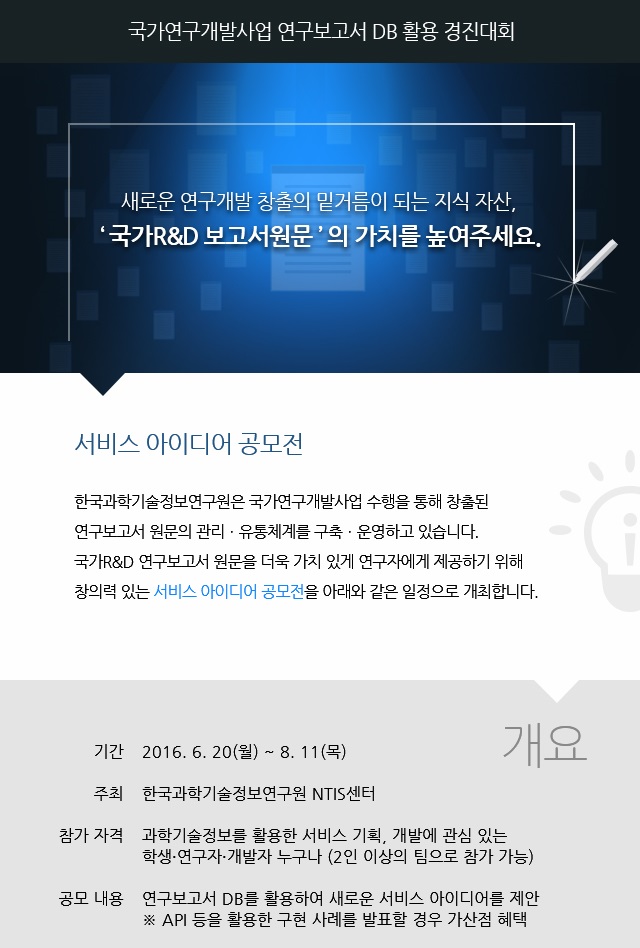 국가연구개발사업 연구보고서 DB 활용 경진대회
새로운 연구개발 창출의 밑거름이 되는 지식 자산,
‘ 국가R&D 보고서원문 ’ 의 가치를 높여주세요.
서비스 아이디어 공모전
한국과학기술정보연구원은 국가연구개발사업 수행을 통해 창출된
연구보고서 원문의 관리 · 유통체계를 구축 · 운영하고 있습니다.
국가R&D 연구보고서 원문을 더욱 가치 있게 연구자에게 제공하기 위해
창의력 있는 서비스 아이디어 공모전을 아래와 같은 일정으로 개최합니다.
개요
기간 2016. 6. 20(월) ~ 8. 11(목)
주최 한국과학기술정보연구원 NTIS센터
참가 자격 과학기술정보를 활용한 서비스 기획, 개발에 관심 있는
학생·연구자·개발자 누구나 (2인 이상의 팀으로 참가 가능)
공모 내용 연구보고서 DB를 활용하여 새로운 서비스 아이디어를 제안
※ API 등을 활용한 구현 사례를 발표할 경우 가산점 혜택